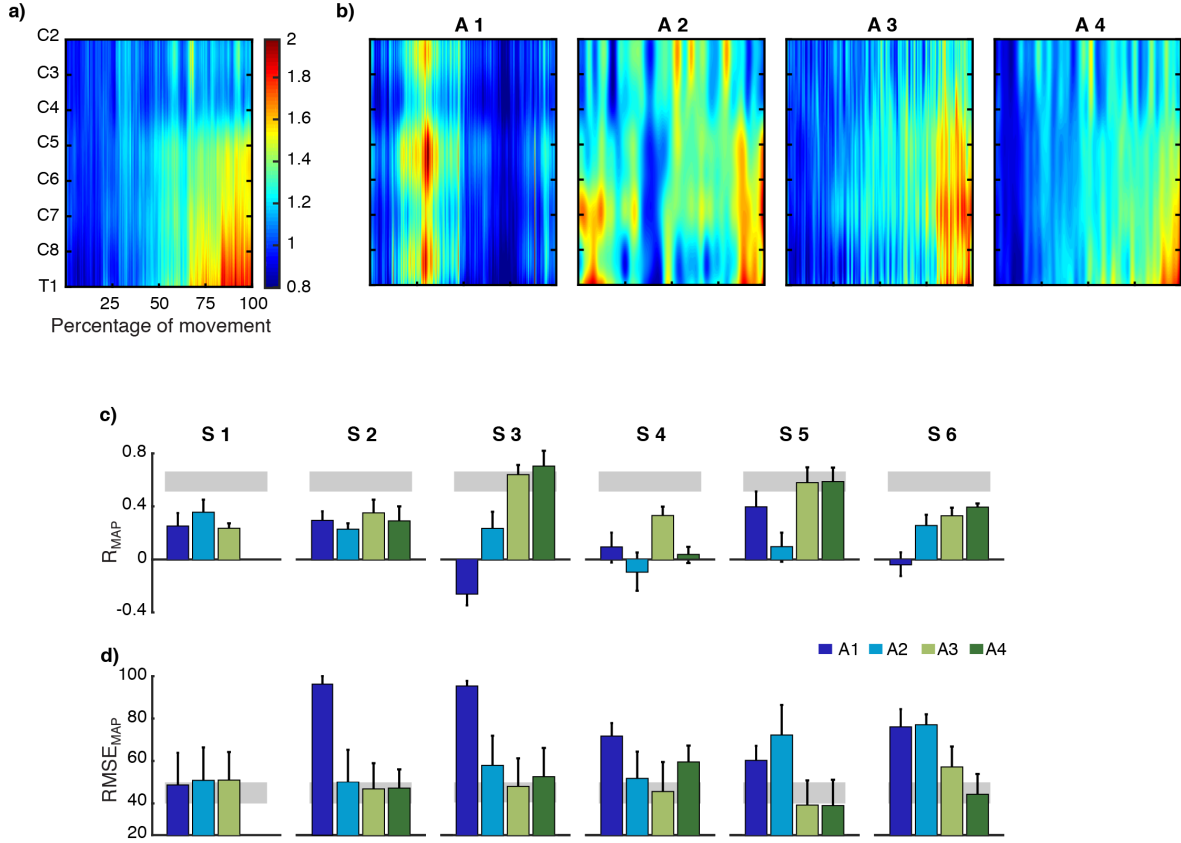 a)
b)
A 1
A 2
A 3
A 4
C2
C3
C4
C5
C6
C7
C8
T1
2
1.8
1.6
1.4
1.2
1
0.8
25 50 75 100
Percentage of movement
c)
S 1
S 2
S 3
S 4
S 5
S 6
R_MAP
0.8
0.4
0
-0.4
A1 A2 A3 A4
d)
RMSE_MAP
100
80
60
40
20